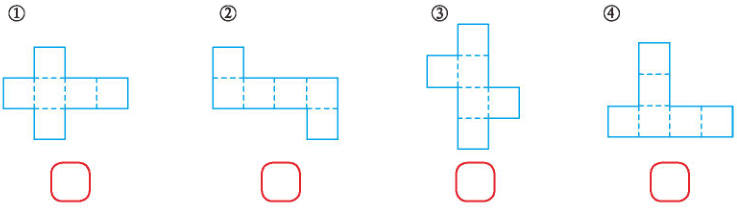 ① ② ③ ④